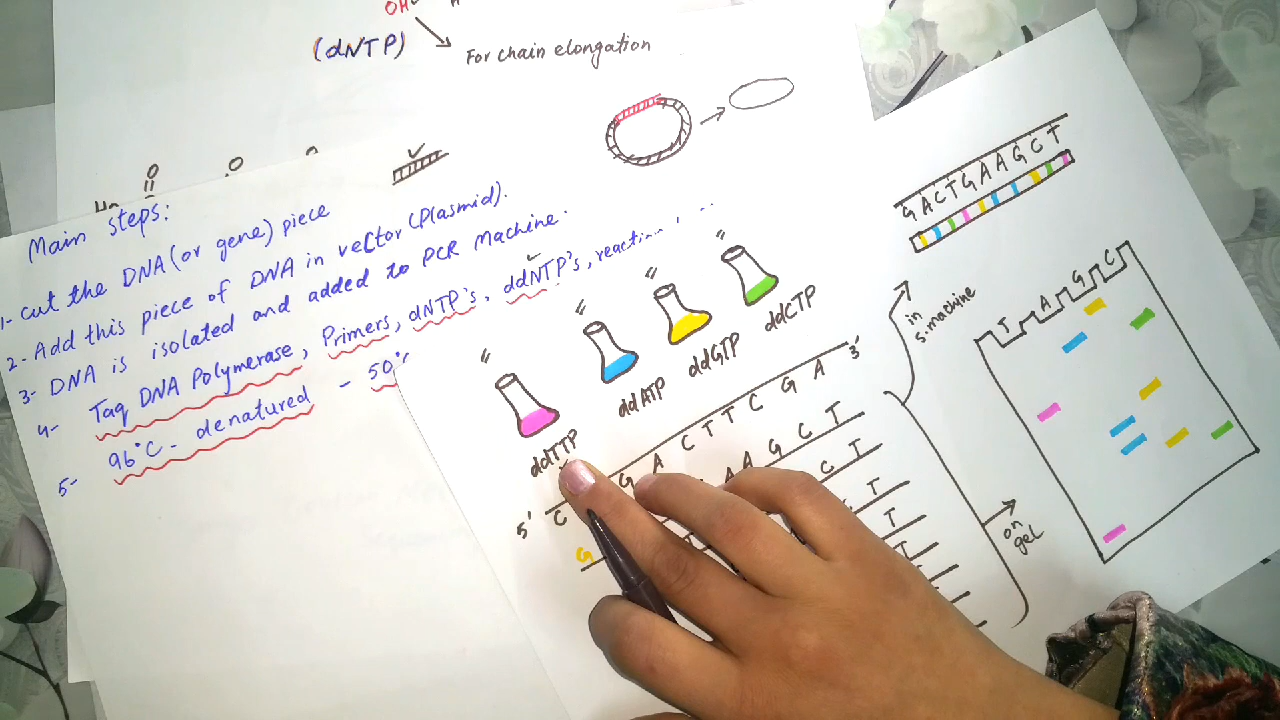 OH
(dNTP)
For chain elongation
Main steps:
1- Cut the DNA (or gene) piece
2- Add this piece of DNA in vector (Plasmid).
3- DNA is isolated and added to PCR Machine.
4- Taq DNA Polymerase, Primers, dNTP's, ddNTP's,
5- 96°C - denatured - 50°
ddTTP
ddATP
ddGTP
ddCTP
5' C G A C T T C G A 3'
G A A G C T
C T
T
T
T
G
in
s.machine
on
gel
G A C T G A A G C T
T A G C